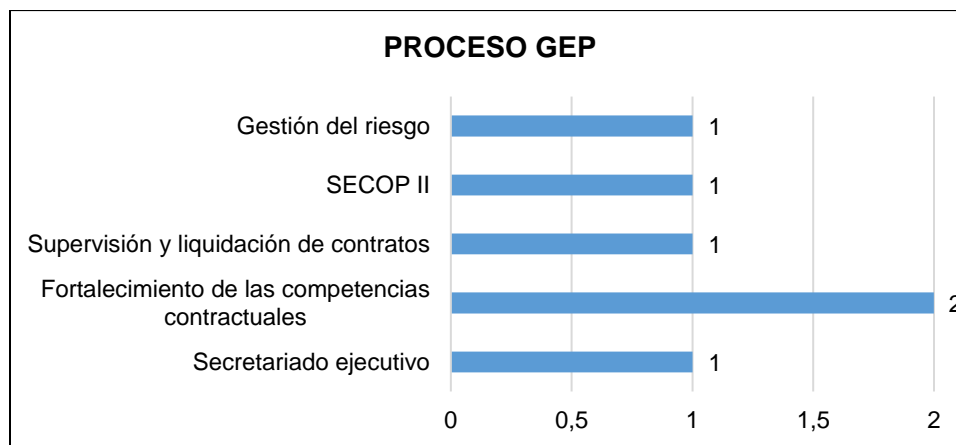 PROCESO GEP
Gestión del riesgo
1
SECOP II
1
Supervisión y liquidación de contratos
1
Fortalecimiento de las competencias
contractuales
2
Secretariado ejecutivo
1
0 0,5 1 1,5 2